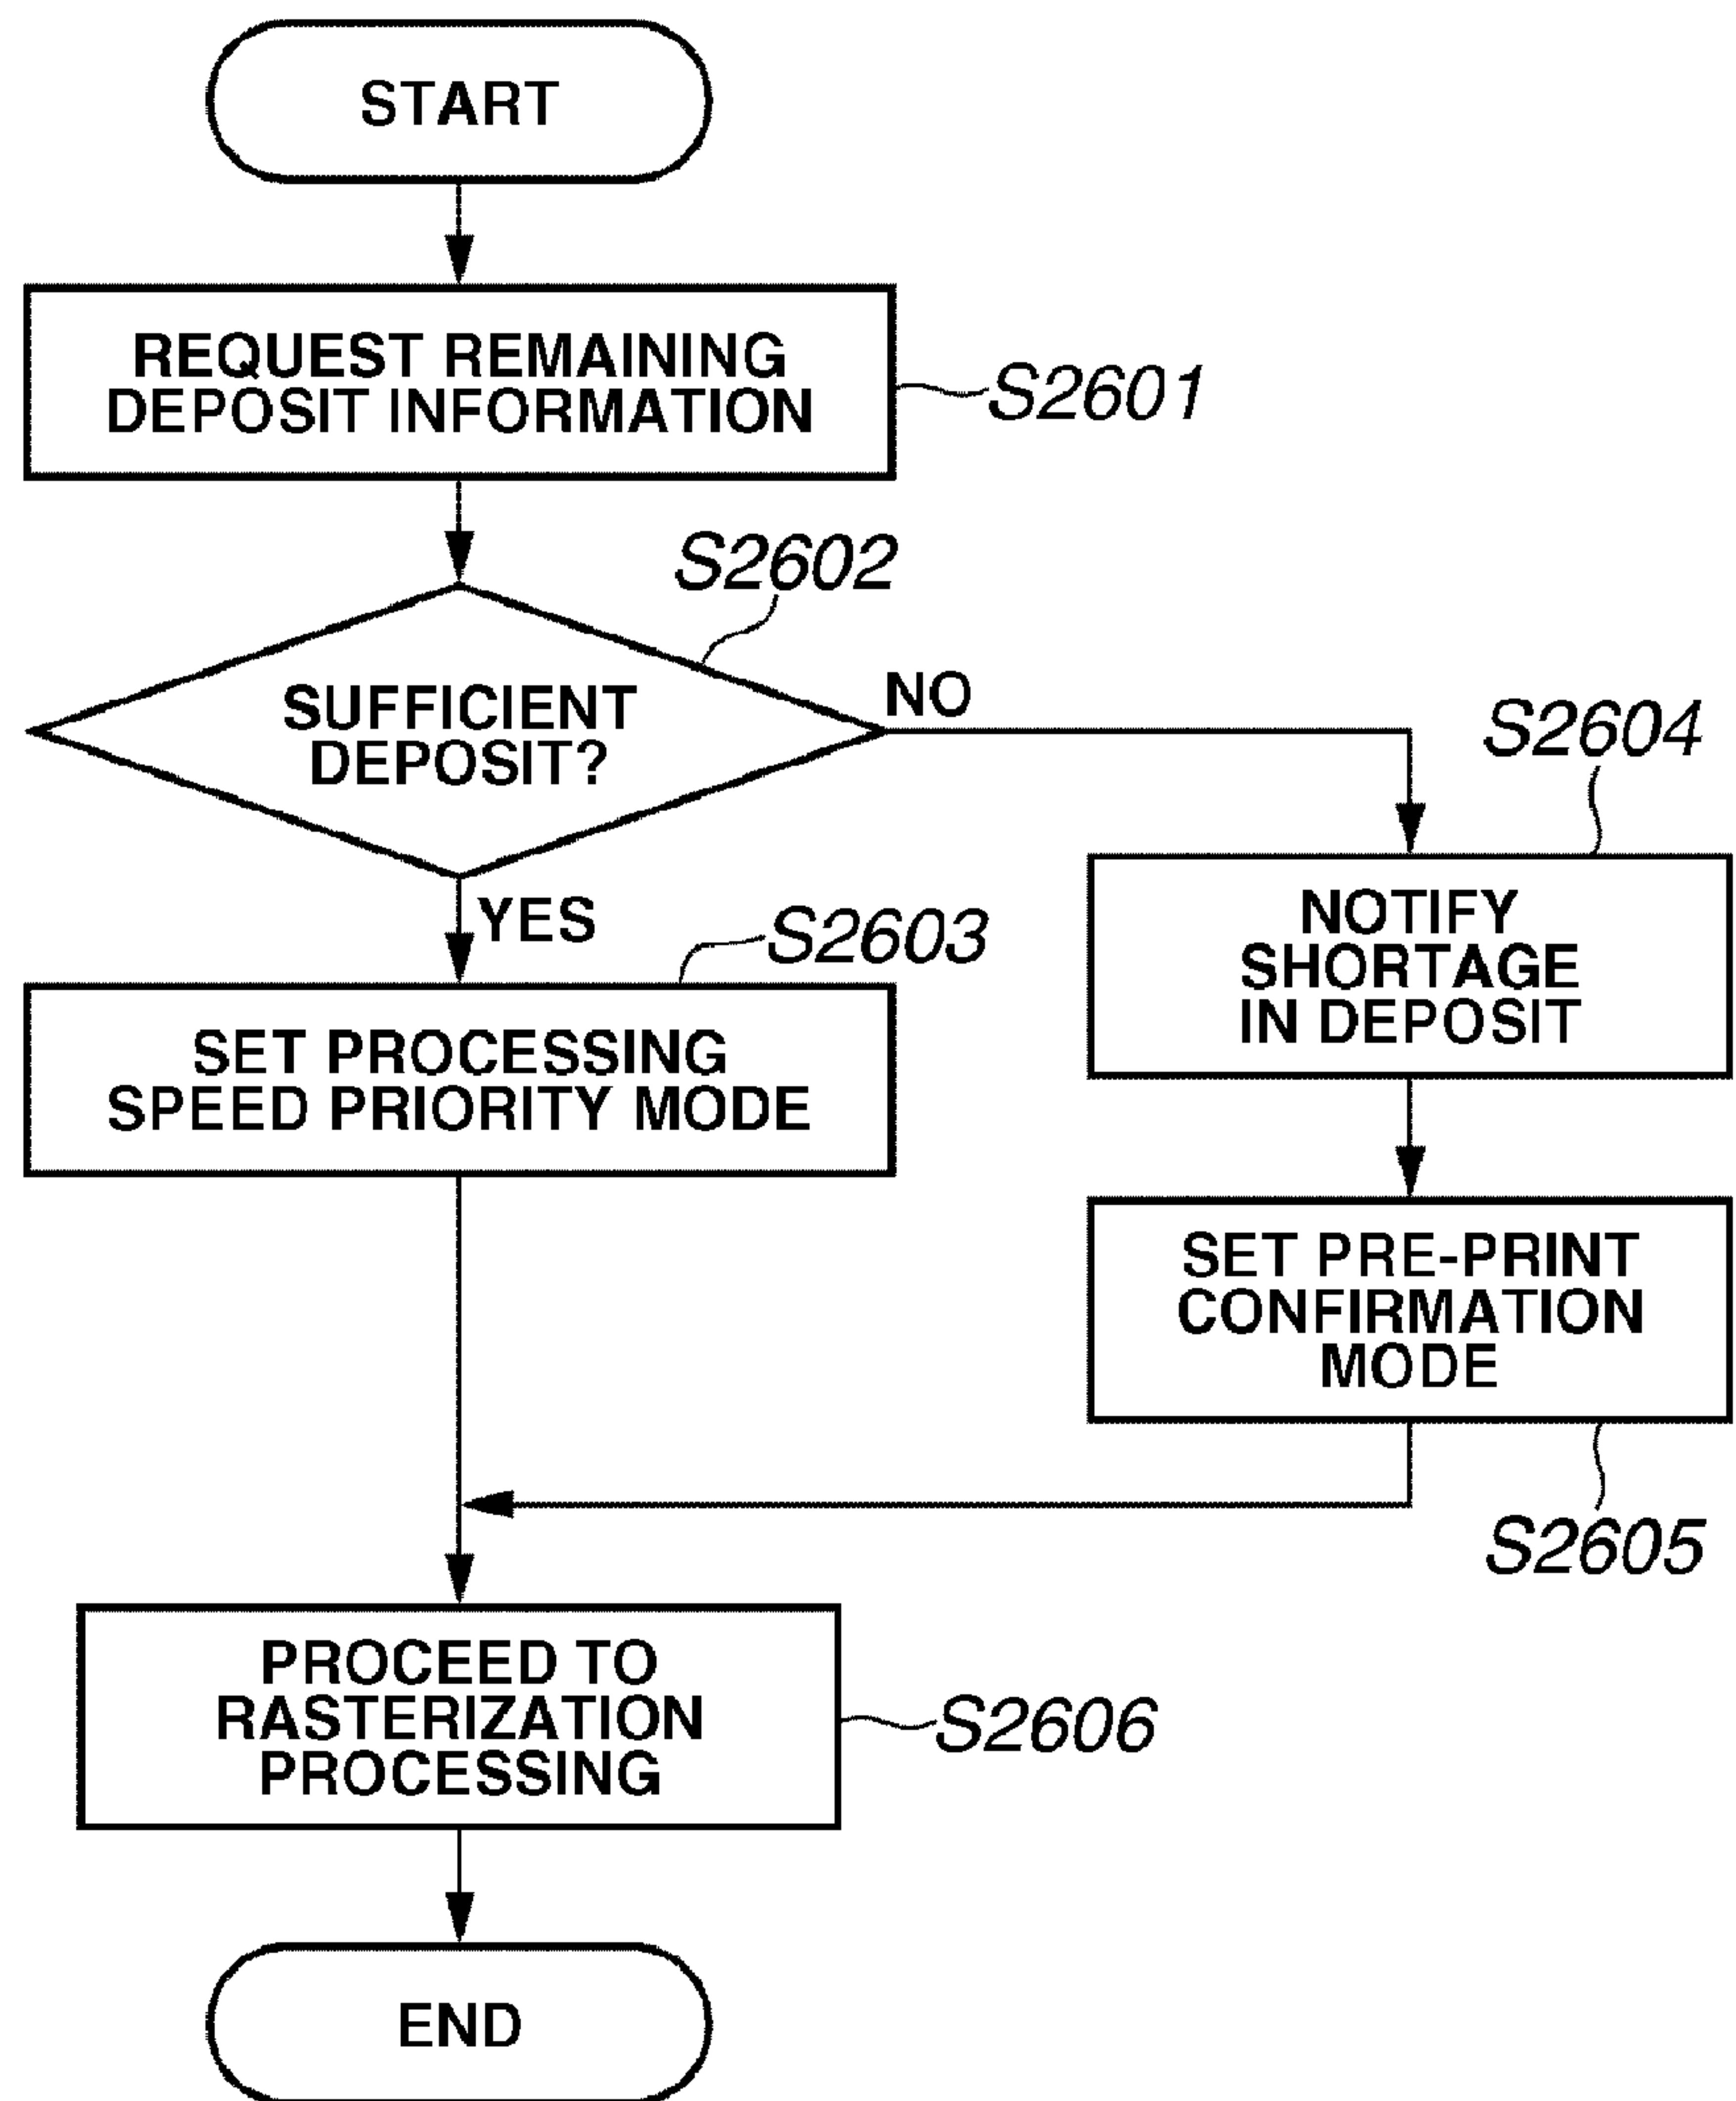 START
REQUEST REMAINING
DEPOSIT INFORMATION
S2601
S2602
SUFFICIENT
DEPOSIT?
NO
YES
S2603
SET PROCESSING
SPEED PRIORITY MODE
S2604
NOTIFY
SHORTAGE
IN DEPOSIT
SET PRE-PRINT
CONFIRMATION
MODE
S2605
PROCEED TO
RASTERIZATION
PROCESSING
S2606
END